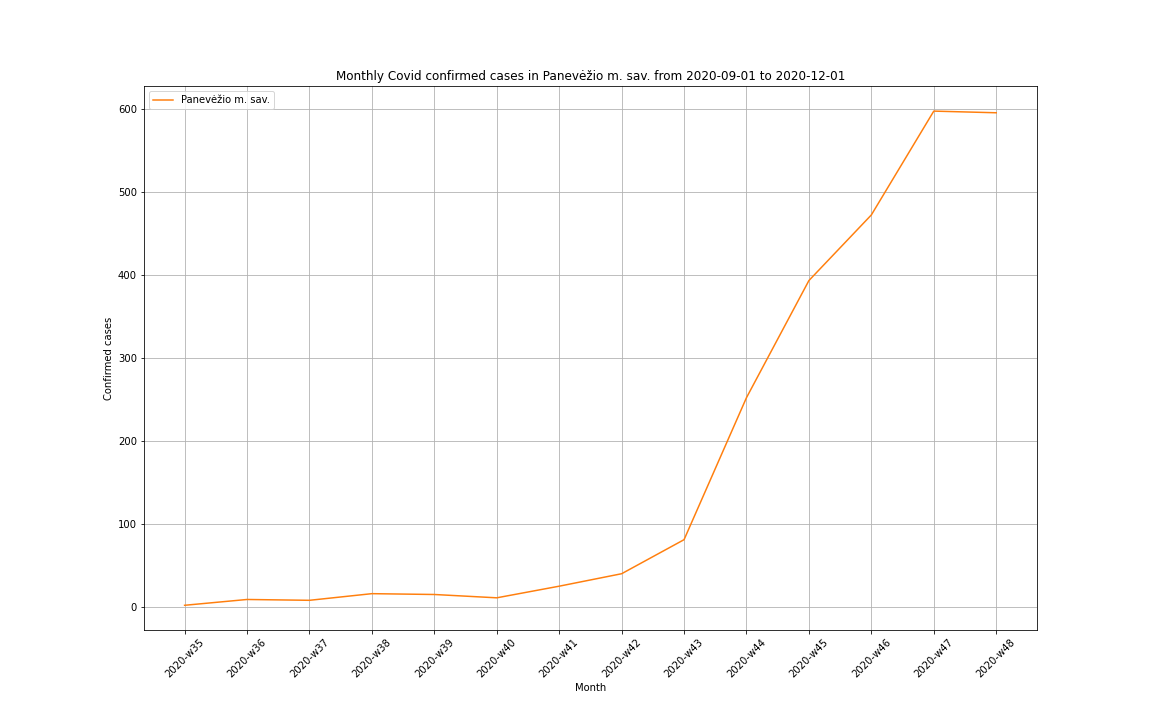 Monthly Covid confirmed cases in Panevėžio m. sav. from 2020-09-01 to 2020-12-01
Panevėžio m. sav.
600
500
400
300
200
100
0
Confirmed cases
2020-w35
2020-w36
2020-w37
2020-w38
2020-w39
2020-w40
2020-w41
2020-w42
2020-w43
2020-w44
2020-w45
2020-w46
2020-w47
2020-w48
Month